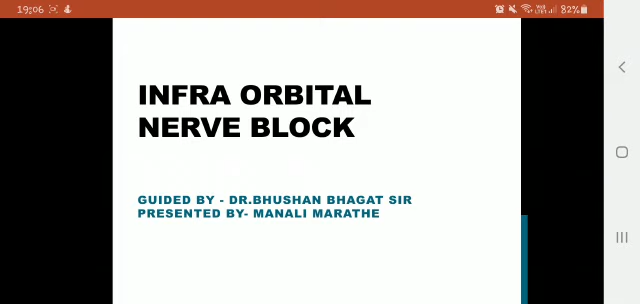 19:06
82%
INFRA ORBITAL
NERVE BLOCK
GUIDED BY - DR.BHUSHAN BHAGAT SIR
PRESENTED BY- MANALI MARATHE